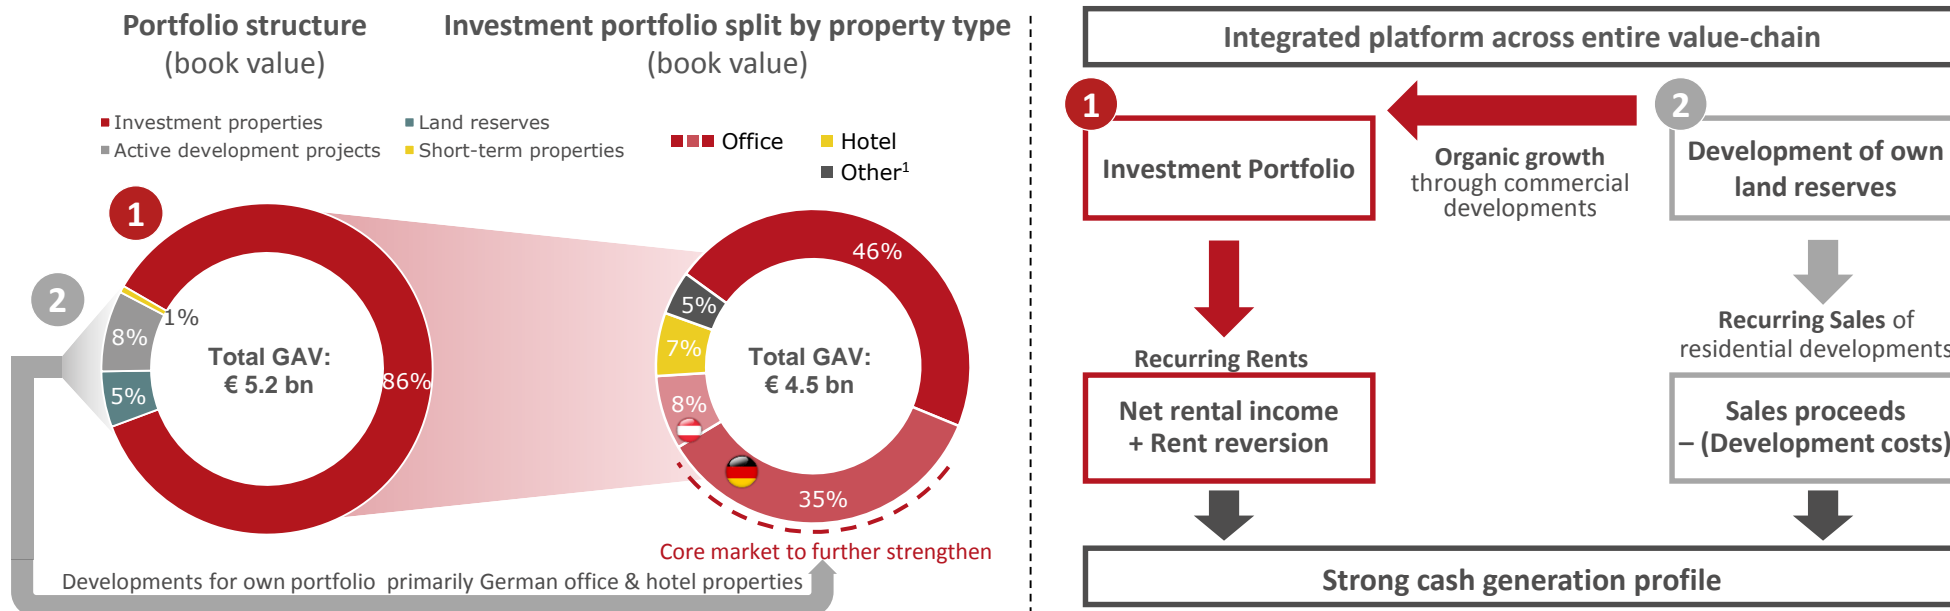 Portfolio structure
(book value)
Investment properties
Land reserves
Active development projects
Short-term properties
1
2
1%
8%
5%
86%
Total GAV:
€ 5.2 bn
Investment portfolio split by property type
(book value)
Office
Hotel
Other1
46%
5%
7%
8%
35%
Total GAV:
€ 4.5 bn
Core market to further strengthen
Developments for own portfolio primarily German office & hotel properties
Integrated platform across entire value-chain
1
Investment Portfolio
Organic growth
through commercial
developments
2
Development of own
land reserves
Recurring Rents
Net rental income
+ Rent reversion
Recurring Sales of
residential developments
Sales proceeds
– (Development costs)
Strong cash generation profile